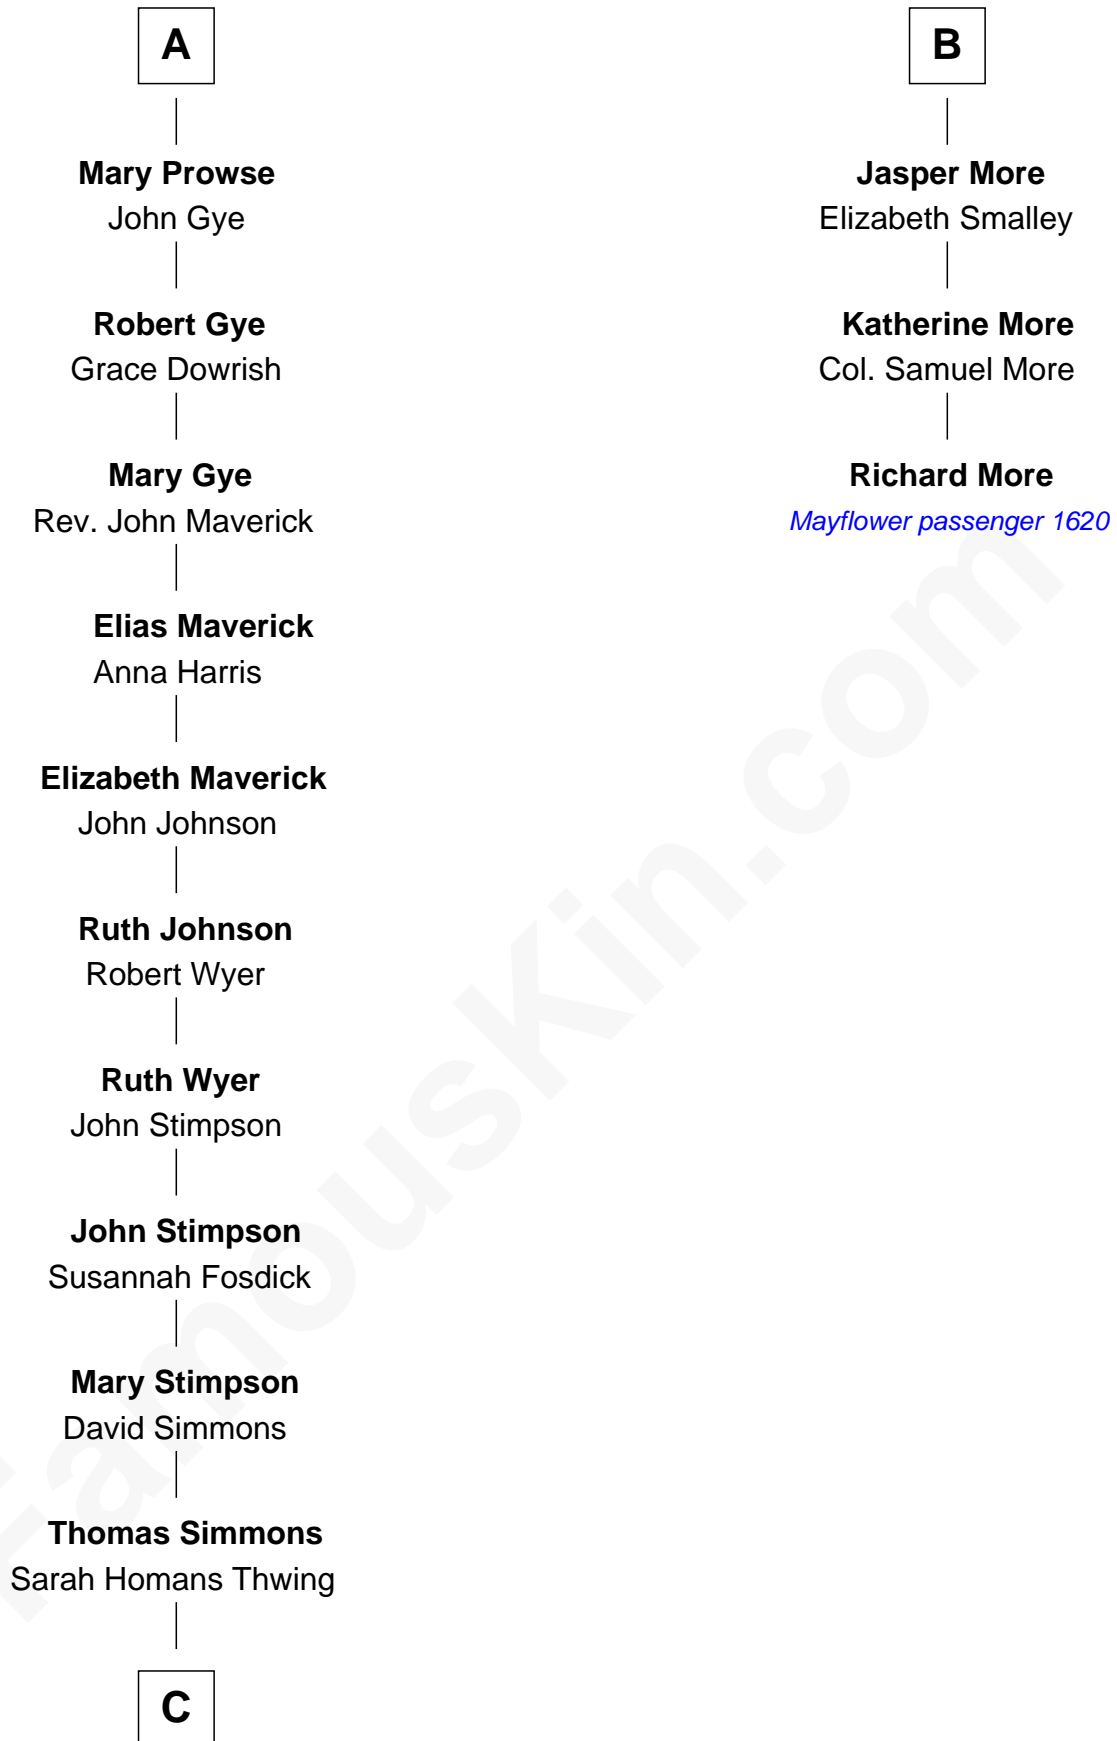 A
Mary Prowse
John Gye
Robert Gye
Grace Dowrish
Mary Gye
Rev. John Maverick
Elias Maverick
Anna Harris
Elizabeth Maverick
John Johnson
Ruth Johnson
Robert Wyer
Ruth Wyer
John Stimpson
John Stimpson
Susannah Fosdick
Mary Stimpson
David Simmons
Thomas Simmons
Sarah Homans Thwing
C
B
Jasper More
Elizabeth Smalley
Katherine More
Col. Samuel More
Richard More
Mayflower passenger 1620
FamousKin.com